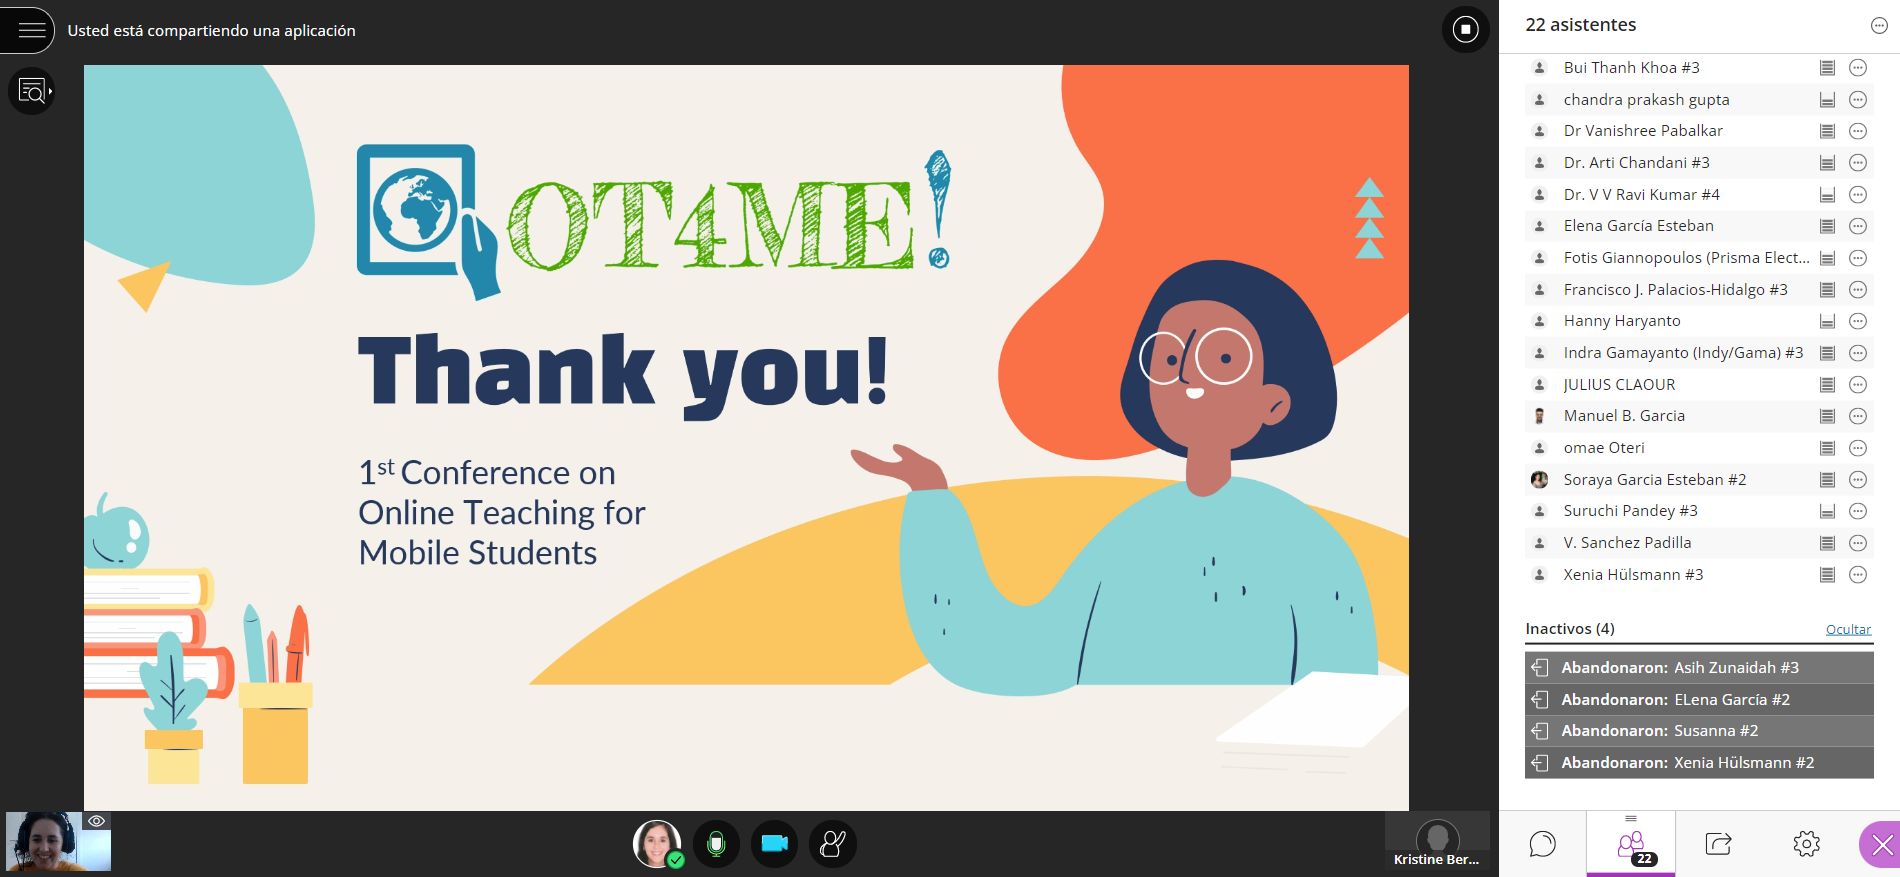 Usted está compartiendo una aplicación
OT4ME!
Thank you!
1st Conference on
Online Teaching for
Mobile Students
Kristine Ber...
22 asistentes
Bui Thanh Khoa #3
chandra prakash gupta
Dr Vanishree Pabalkar
Dr. Arti Chandani #3
Dr. V V Ravi Kumar #4
Elena García Esteban
Fotis Giannopoulos (Prisma Elect...
Francisco J. Palacios-Hidalgo #3
Hanny Haryanto
Indra Gamayanto (Indy/Gama) #3
JULIUS CLAOUR
Manuel B. Garcia
omae Oteri
Soraya Garcia Esteban #2
Suruchi Pandey #3
V. Sanchez Padilla
Xenia Hülsmann #3
Inactivos (4) Ocultar
Abandonaron: Asih Zunaidah #3
Abandonaron: ELena García #2
Abandonaron: Susanna #2
Abandonaron: Xenia Hülsmann #2
22